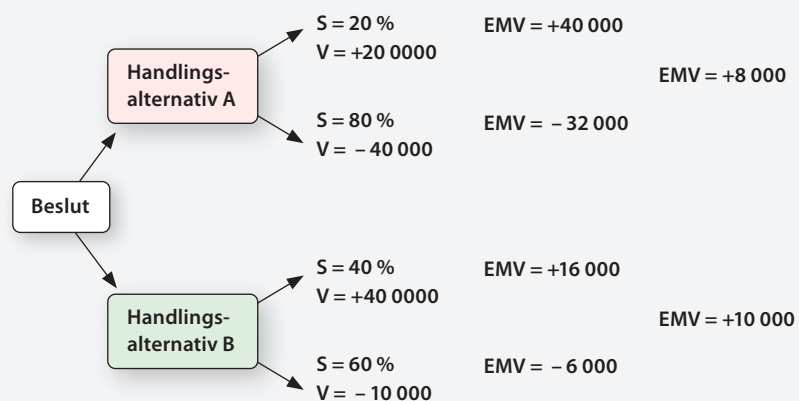 S = 20 %
V = +20 0000
EMV = +40 000
Handlings-
alternativ A
EMV = +8 000
S = 80 %
V = – 40 000
EMV = – 32 000
Beslut
S = 40 %
V = +40 0000
EMV = +16 000
Handlings-
alternativ B
EMV = +10 000
S = 60 %
V = – 10 000
EMV = – 6 000